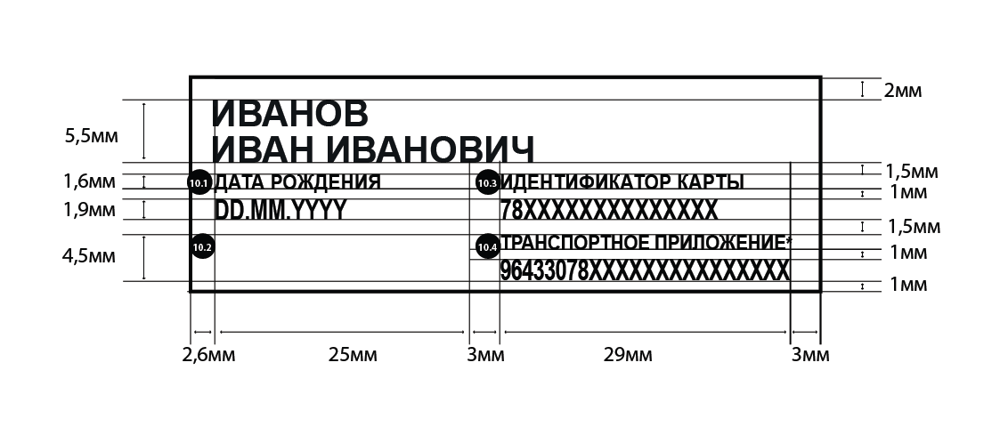 2мм
ИВАНОВ
5,5мм
ИВАН ИВАНОВИЧ
1,5мм
1,6мм
10.1 ДАТА РОЖДЕНИЯ
10.3 ИДЕНТИФИКАТОР КАРТЫ
1мм
1,9мм
DD.MM.YYYY
78XXXXXXXXXXXXXX
1,5мм
10.2
10.4 ТРАНСПОРТНОЕ ПРИЛОЖЕНИЕ*
4,5мм
1мм
96433078XXXXXXXXXXXXXXX
1мм
2,6мм 25мм 3мм 29мм 3мм